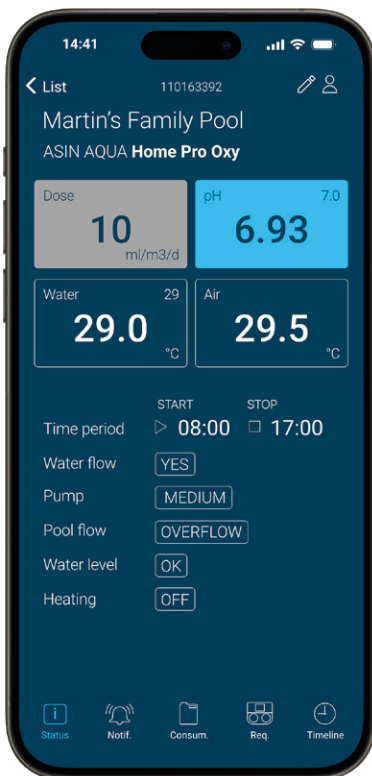 14:41
List 110163392
Martin's Family Pool
ASIN AQUA Home Pro Oxy
Dose pH 7.0
10 6.93
ml/m3/d
Water 29 Air
29.0 29.5
°C °C
START STOP
Time period 08:00 17:00
Water flow YES
Pump MEDIUM
Pool flow OVERFLOW
Water level OK
Heating OFF
Status Notif. Consum. Req. Timeline